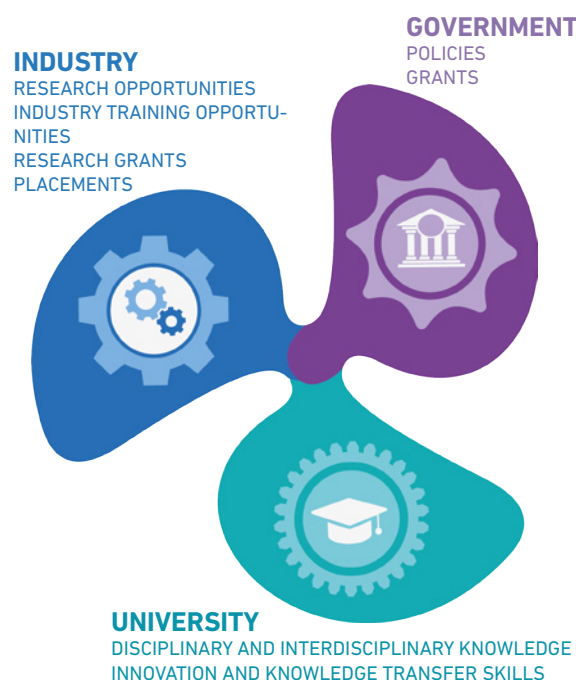 GOVERNMENT
POLICIES
GRANTS
INDUSTRY
RESEARCH OPPORTUNITIES
INDUSTRY TRAINING OPPORTU-
NITIES
RESEARCH GRANTS
PLACEMENTS
UNIVERSITY
DISCIPLINARY AND INTERDISCIPLINARY KNOWLEDGE
INNOVATION AND KNOWLEDGE TRANSFER SKILLS